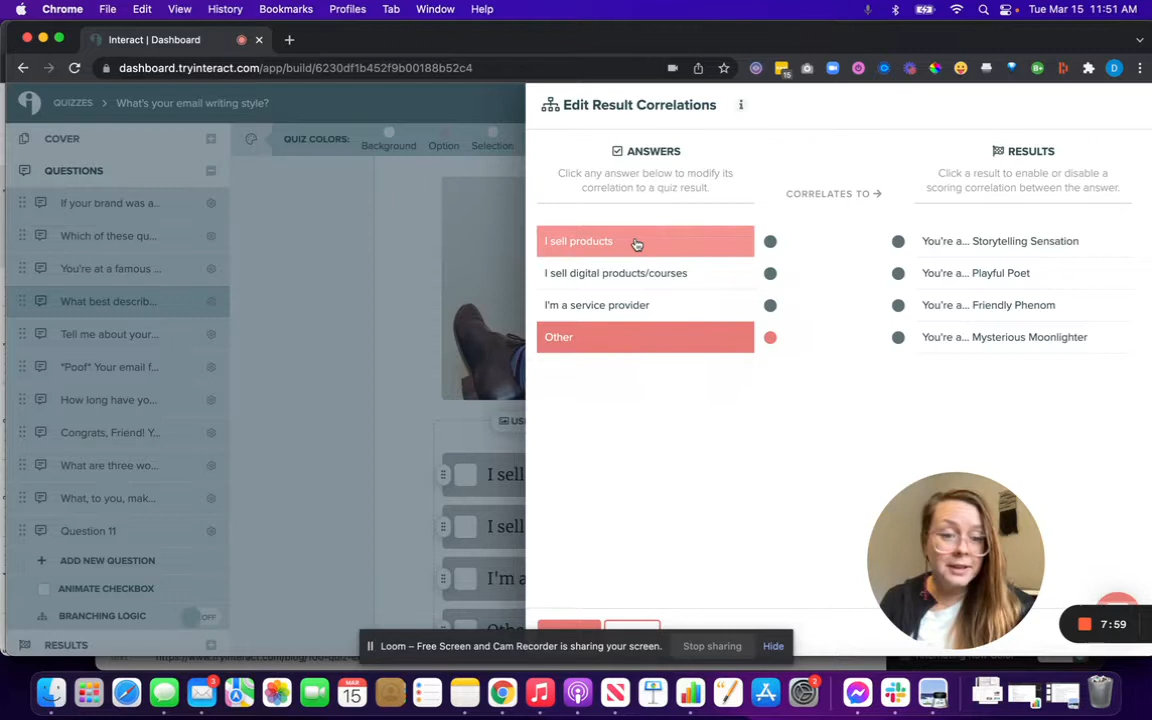 Chrome File Edit View History Bookmarks Profiles Tab Window Help
Tue Mar 15 11:51 AM
Interact | Dashboard
dashboard.tryinteract.com/app/build/6230df1b452f9b00188b52c4
15
B+
D
QUIZZES > What's your email writing style?
COVER
QUIZ COLORS:
Background
Option
Selection
QUESTIONS
If your brand was a...
Which of these qu...
You're at a famous ...
What best describ...
Tell me about your...
*Poof* Your email f...
How long have yo...
Congrats, Friend! Y...
What are three wo...
What, to you, mak...
Question 11
ADD NEW QUESTION
ANIMATE CHECKBOX
BRANCHING LOGIC
OFF
RESULTS
I sell
I sell
I'm a
Edit Result Correlations i
ANSWERS
Click any answer below to modify its
correlation to a quiz result.
CORRELATES TO →
RESULTS
Click a result to enable or disable a
scoring correlation between the answer.
I sell products
I sell digital products/courses
I'm a service provider
Other
You're a... Storytelling Sensation
You're a... Playful Poet
You're a... Friendly Phenom
You're a... Mysterious Moonlighter
7:59
Loom – Free Screen and Cam Recorder is sharing your screen.
Stop sharing
Hide
3
MAR
15
2